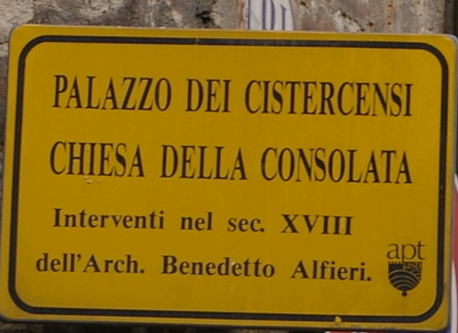 PALAZZO DEI CISTERCENSI
CHIESA DELLA CONSOLATA
Interventi nel sec. XVIII
dell'Arch. Benedetto Alfieri.
apt